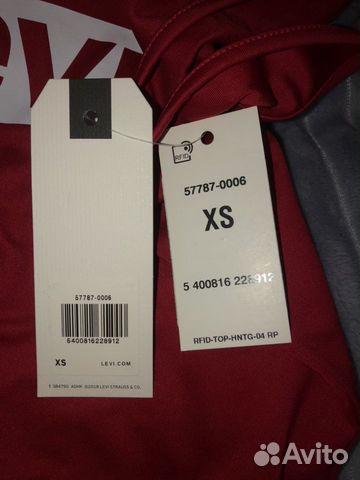 57787-0006
5400816228912
XS
LEVI.COM
©2018 LEVI STRAUSS & CO.
RFID
57787-0006
XS
5 400816 228912
RFID-TOP-HNTG-04 RP
Avito